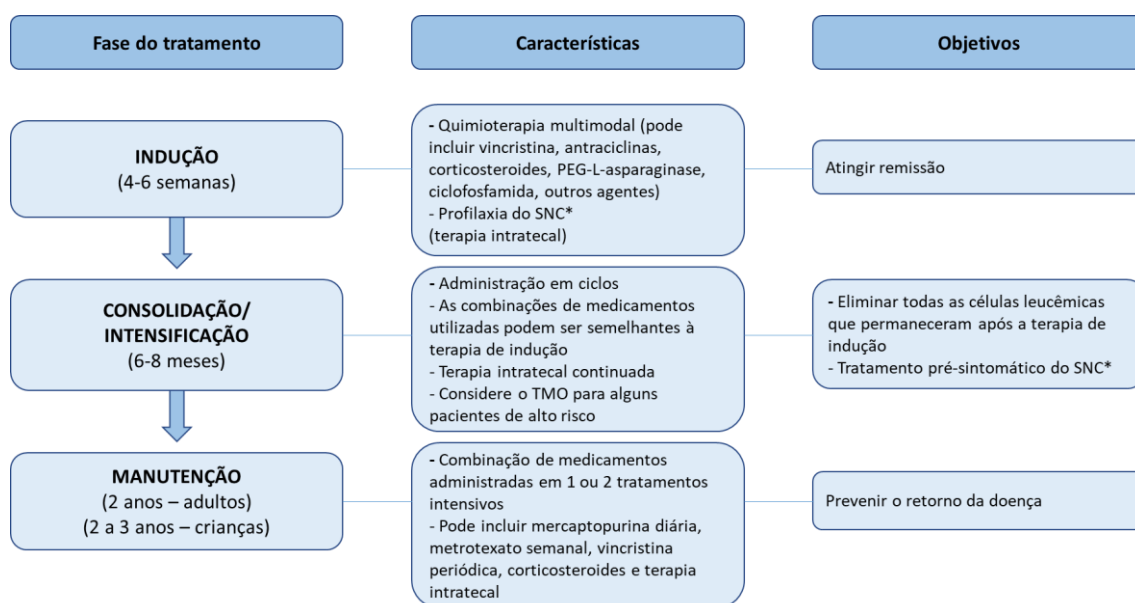 Fase do tratamento
Características
Objetivos
INDUÇÃO
(4-6 semanas)
- Quimioterapia multimodal (pode
incluir vincristina, antraciclinas,
corticosteroides, PEG-L-asparaginase,
ciclofosfamida, outros agentes)
- Profilaxia do SNC*
(terapia intratecal)
Atingir remissão
CONSOLIDAÇÃO/
INTENSIFICAÇÃO
(6-8 meses)
- Administração em ciclos
- As combinações de medicamentos
utilizadas podem ser semelhantes à
terapia de indução
- Terapia intratecal continuada
- Considere o TMO para alguns
pacientes de alto risco
- Eliminar todas as células leucêmicas
que permaneceram após a terapia de
indução
- Tratamento pré-sintomático do SNC*
MANUTENÇÃO
(2 anos – adultos)
(2 a 3 anos – crianças)
- Combinação de medicamentos
administradas em 1 ou 2 tratamentos
intensivos
- Pode incluir mercaptopurina diária,
metrotexato semanal, vincristina
periódica, corticosteroides e terapia
intratecal
Prevenir o retorno da doença